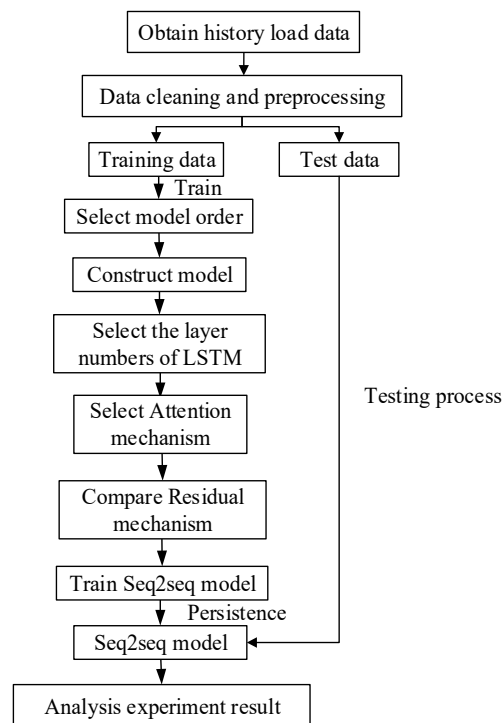 Obtain history load data
Data cleaning and preprocessing
Training data
Test data
Train
Select model order
Construct model
Select the layer
numbers of LSTM
Testing process
Select Attention
mechanism
Compare Residual
mechanism
Train Seq2seq model
Persistence
Seq2seq model
Analysis experiment result